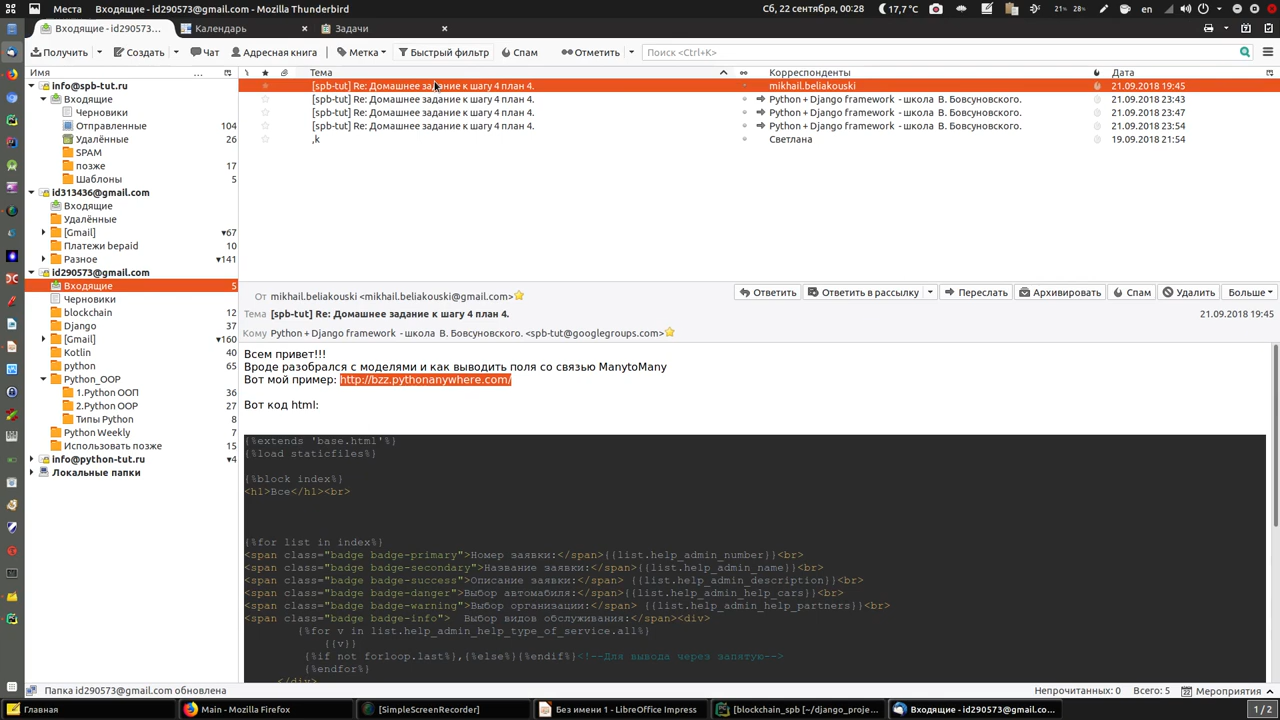 Входящие - id290573@gmail.com - Mozilla Thunderbird
Места
Сб, 22 сентября, 00:28
17,7 °C
21%
28%
en
Входящие - id290573…
Календарь
Задачи
Получить
Создать
Чат
Адресная книга
Метка
Быстрый фильтр
Спам
Отметить
Поиск <Ctrl+K>
Имя
Тема
Корреспонденты
Дата
[spb-tut] Re: Домашнее задание к шагу 4 план 4. mikhail.beliakouski 21.09.2018 19:45
[spb-tut] Re: Домашнее задание к шагу 4 план 4. Python + Django framework - школа В. Бовсуновского. 21.09.2018 23:43
[spb-tut] Re: Домашнее задание к шагу 4 план 4. Python + Django framework - школа В. Бовсуновского. 21.09.2018 23:47
[spb-tut] Re: Домашнее задание к шагу 4 план 4. Python + Django framework - школа В. Бовсуновского. 21.09.2018 23:54
,k Светлана 19.09.2018 21:54
info@spb-tut.ru
Входящие
Черновики
Отправленные 104
Удалённые 26
SPAM
позже 17
Шаблоны 5
id313436@gmail.com
Входящие
Удалённые
[Gmail] ▾67
Платежи bepaid 10
Разное ▾141
id290573@gmail.com
Входящие 5
Черновики
blockchain 12
Django 37
[Gmail] ▾160
Kotlin 40
python 65
Python_OOP
1.Python ООП 36
2.Python OOP 27
Типы Python 8
Python Weekly 7
Использовать позже 15
info@python-tut.ru ▾4
Локальные папки
От mikhail.beliakouski <mikhail.beliakouski@gmail.com>
Ответить
Ответить в рассылку
Переслать
Архивировать
Спам
Удалить
Больше
Тема [spb-tut] Re: Домашнее задание к шагу 4 план 4. 21.09.2018 19:45
Кому Python + Django framework - школа В. Бовсуновского. <spb-tut@googlegroups.com>
Всем привет!!!
Вроде разобрался с моделями и как выводить поля со связью ManytoMany
Вот мой пример: http://bzz.pythonanywhere.com/
Вот код html:
{%extends 'base.html'%}
{%load staticfiles%}
{%block index%}
<h1>Все</h1><br>
{%for list in index%}
<span class="badge badge-primary">Номер заявки:</span>{{list.help_admin_number}}<br>
<span class="badge badge-secondary">Название заявки:</span>{{list.help_admin_name}}<br>
<span class="badge badge-success">Описание заявки:</span> {{list.help_admin_description}}<br>
<span class="badge badge-danger">Выбор автомабиля:</span>{{list.help_admin_help_cars}}<br>
<span class="badge badge-warning">Выбор организации:</span> {{list.help_admin_help_partners}}<br>
<span class="badge badge-info"> Выбор видов обслуживания:</span><div>
{%for v in list.help_admin_help_type_of_service.all%}
{{v}}
{%if not forloop.last%},{%else%}{%endif%}<!--Для вывода через запятую-->
{%endfor%}
</div>
Папка id290573@gmail.com обновлена
Непрочитанных: 0
Всего: 5
Мероприятия
Главная
Main - Mozilla Firefox
[SimpleScreenRecorder]
Без имени 1 - LibreOffice Impress
[blockchain_spb [~/django_proje...
Входящие - id290573@gmail.co...
1 / 2